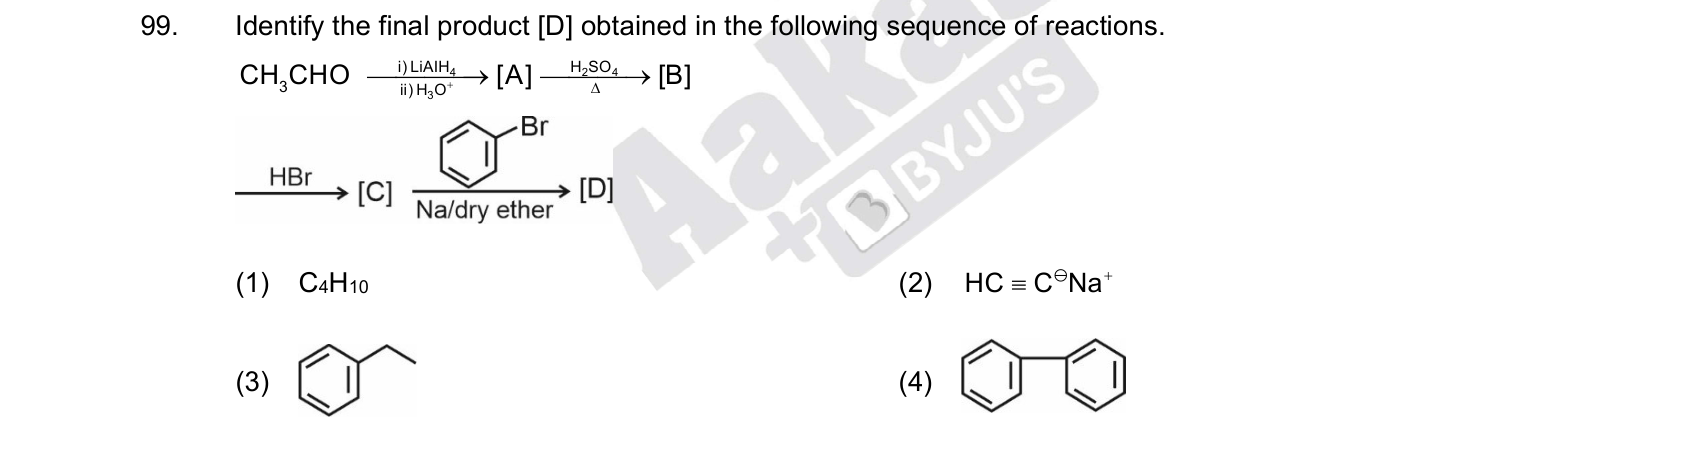 99. Identify the final product [D] obtained in the following sequence of reactions.
CH₃CHO i) LiAlH₄ ii) H₃O⁺ → [A] H₂SO₄ Δ → [B]
HBr → [C] Br Na/dry ether → [D]
(1) C₄H₁₀ (2) HC ≡ C⊖Na⁺
(3) (4)
Aaka
+ B BYJU'S